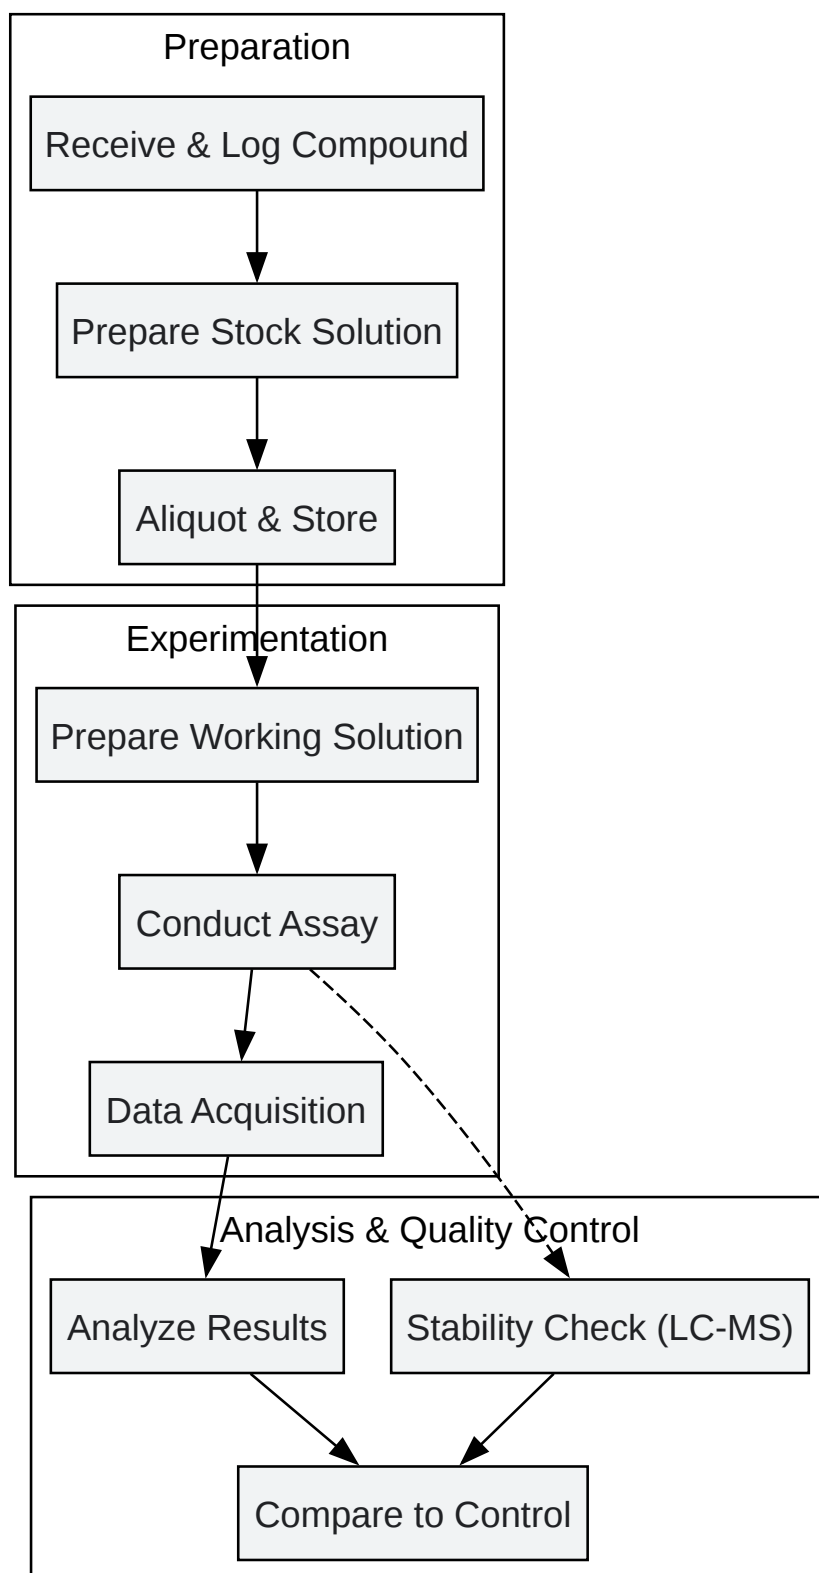 Preparation
Receive & Log Compound
Prepare Stock Solution
Aliquot & Store
Experimentation
Prepare Working Solution
Conduct Assay
Data Acquisition
Analysis & Quality Control
Analyze Results
Stability Check (LC-MS)
Compare to Control